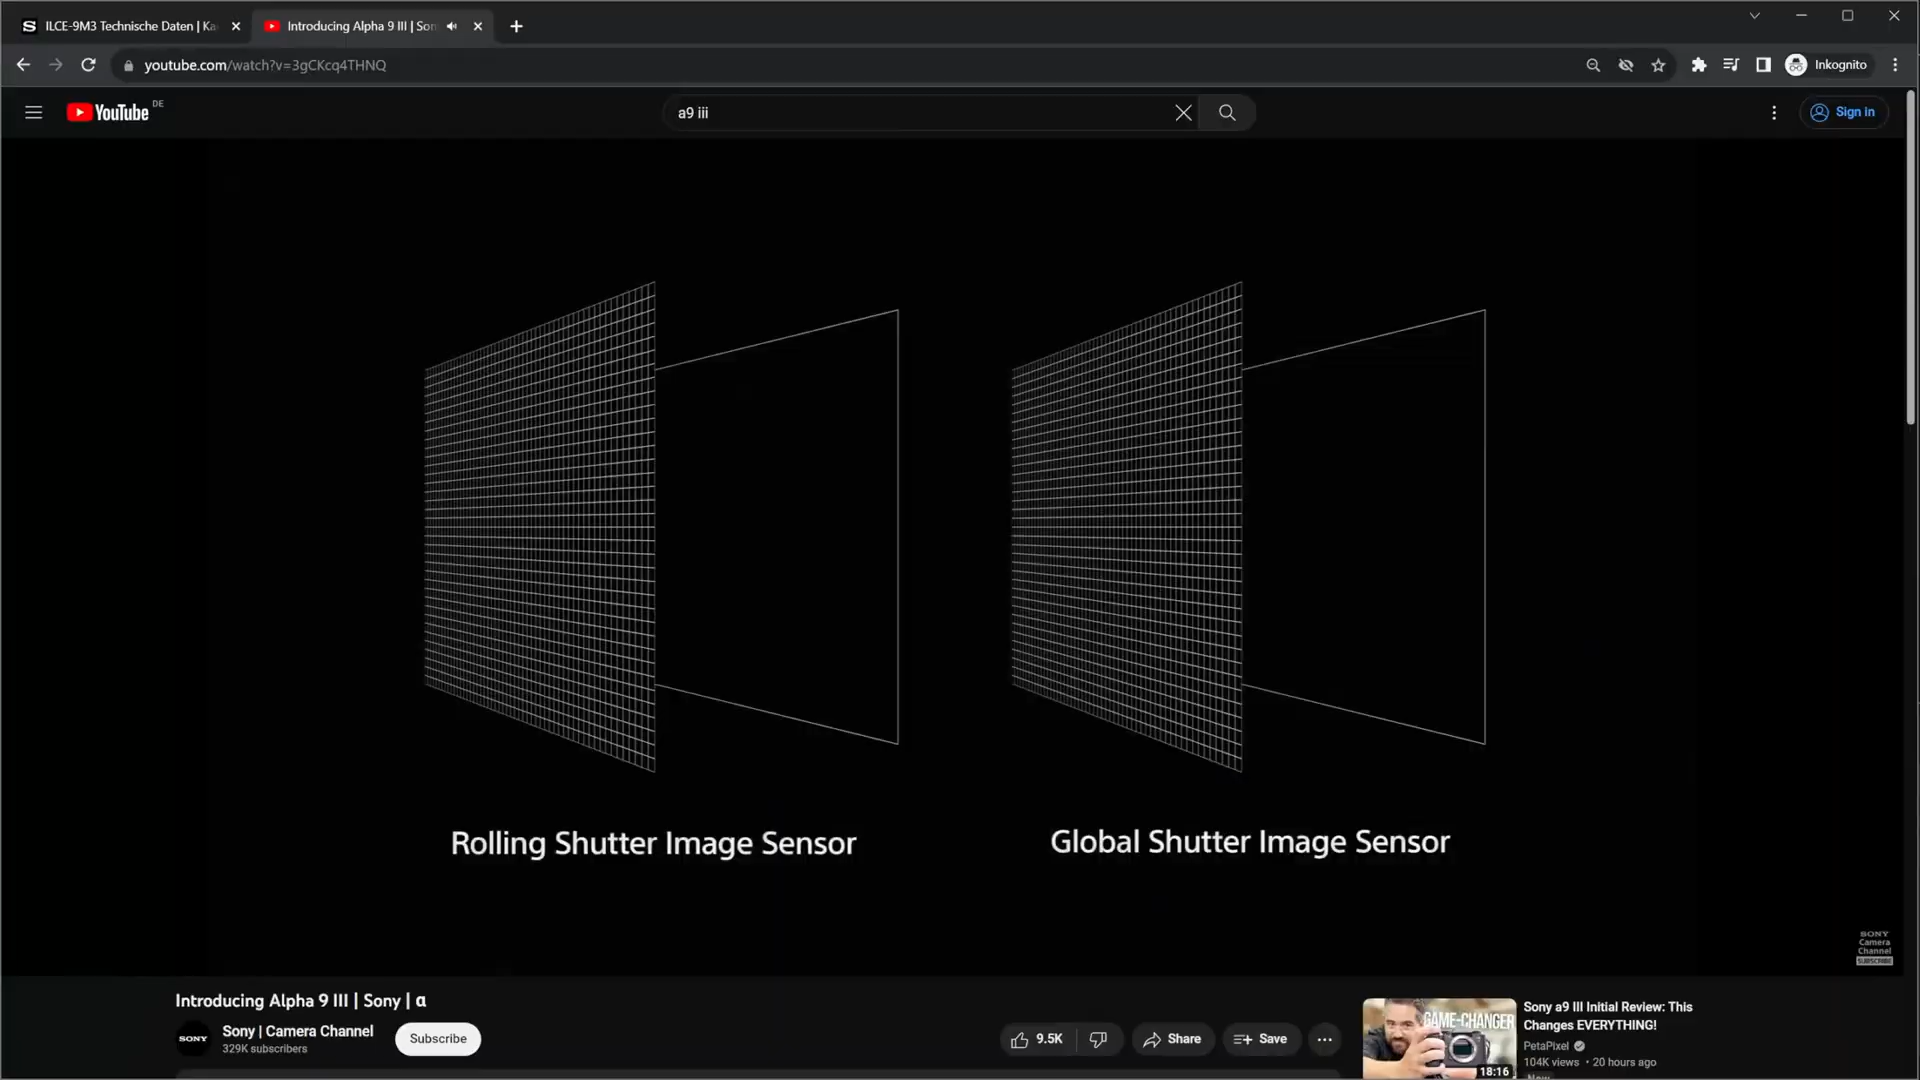 ILCE-9M3 Technische Daten | Ka
Introducing Alpha 9 III | Son
youtube.com/watch?v=3gCKcq4THNQ
Inkognito
YouTube DE
a9 iii
Sign in
Rolling Shutter Image Sensor
Global Shutter Image Sensor
SONY
Camera
Channel
SUBSCRIBE
Introducing Alpha 9 III | Sony | α
SONY
Sony | Camera Channel
329K subscribers
Subscribe
9.5K
Share
Save
GAME-CHANGER
18:16
Sony a9 III Initial Review: This
Changes EVERYTHING!
PetaPixel
104K views • 20 hours ago
New